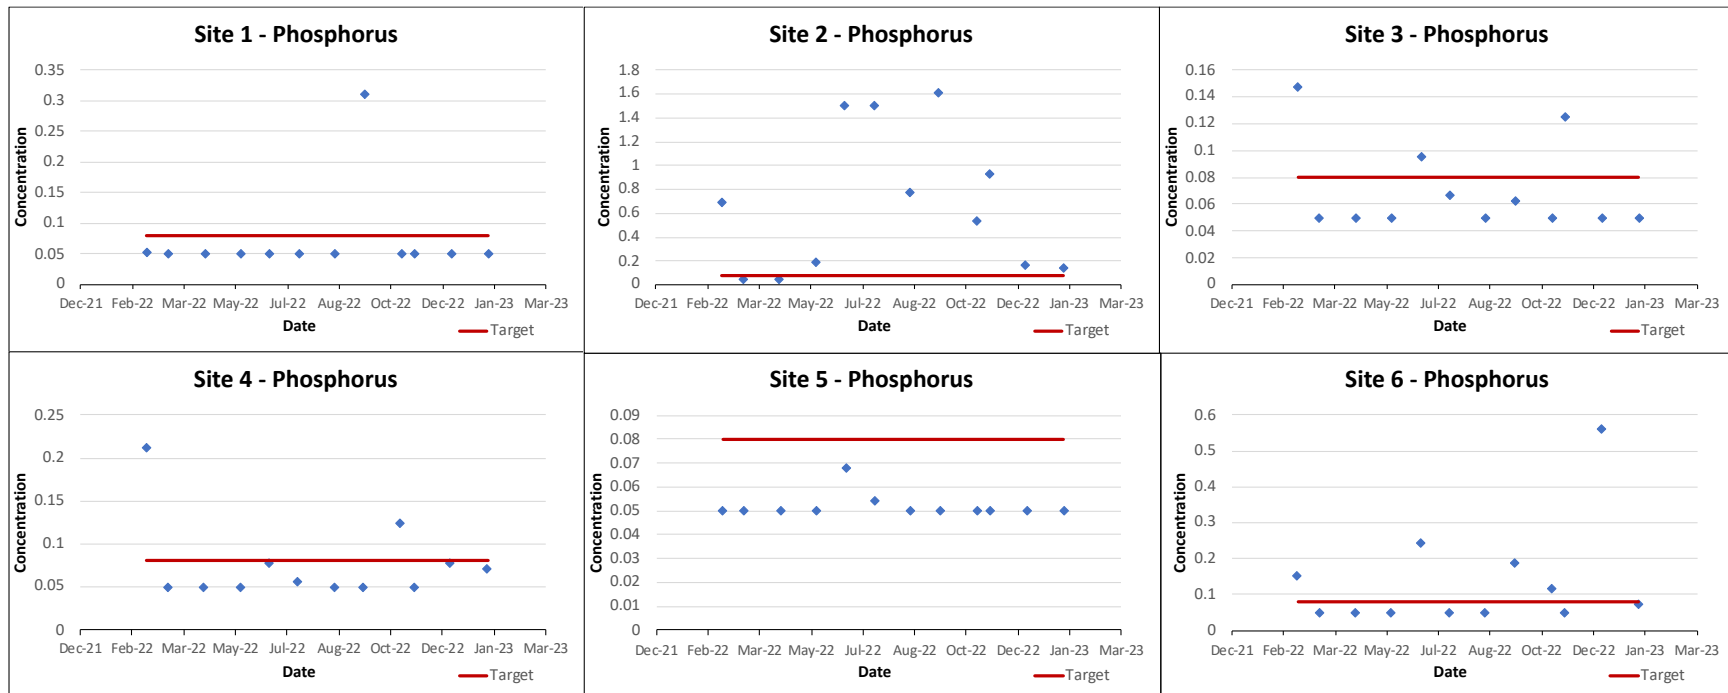 Site 1 - Phosphorus
0.35
0.3
0.25
0.2
0.15
0.1
0.05
0
Concentration
Dec-21 Feb-22 Mar-22 May-22 Jul-22 Aug-22 Oct-22 Dec-22 Jan-23 Mar-23
Date
Target
Site 2 - Phosphorus
1.8
1.6
1.4
1.2
1
0.8
0.6
0.4
0.2
0
Concentration
Dec-21 Feb-22 Mar-22 May-22 Jul-22 Aug-22 Oct-22 Dec-22 Jan-23 Mar-23
Date
Target
Site 3 - Phosphorus
0.16
0.14
0.12
0.1
0.08
0.06
0.04
0.02
0
Concentration
Dec-21 Feb-22 Mar-22 May-22 Jul-22 Aug-22 Oct-22 Dec-22 Jan-23 Mar-23
Date
Target
Site 4 - Phosphorus
0.25
0.2
0.15
0.1
0.05
0
Concentration
Dec-21 Feb-22 Mar-22 May-22 Jul-22 Aug-22 Oct-22 Dec-22 Jan-23 Mar-23
Date
Target
Site 5 - Phosphorus
0.09
0.08
0.07
0.06
0.05
0.04
0.03
0.02
0.01
0
Concentration
Dec-21 Feb-22 Mar-22 May-22 Jul-22 Aug-22 Oct-22 Dec-22 Jan-23 Mar-23
Date
Target
Site 6 - Phosphorus
0.6
0.5
0.4
0.3
0.2
0.1
0
Concentration
Dec-21 Feb-22 Mar-22 May-22 Jul-22 Aug-22 Oct-22 Dec-22 Jan-23 Mar-23
Date
Target